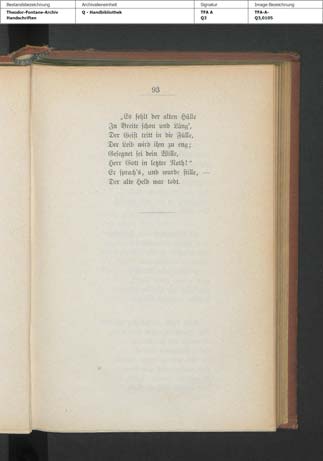 Bestandsbezeichnung
Archivalieneinheit
Signatur
Image Bezeichnung
Theodor-Fontane-Archiv
Handschriften
Q - Handbibliothek
TFA A
Q3
TFA-A-
Q3,0105
93
„Es fehlt der alten Hülle
In Breite schon und Läng',
Der Geist tritt in die Fülle,
Der Leib wird ihm zu eng;
Gesegnet sei dein Wille,
Herr Gott in letzter Noth!“
Er sprach's, und wurde stille, —
Der alte Held war todt.